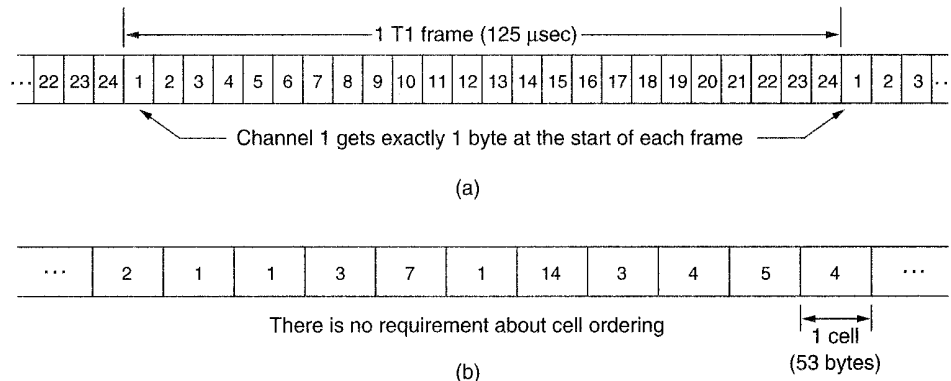 1 T1 frame (125 μsec)
··· 22 23 24 1 2 3 4 5 6 7 8 9 10 11 12 13 14 15 16 17 18 19 20 21 22 23 24 1 2 3 ···
Channel 1 gets exactly 1 byte at the start of each frame
(a)
··· 2 1 1 3 7 1 14 3 4 5 4 ···
There is no requirement about cell ordering
1 cell
(53 bytes)
(b)